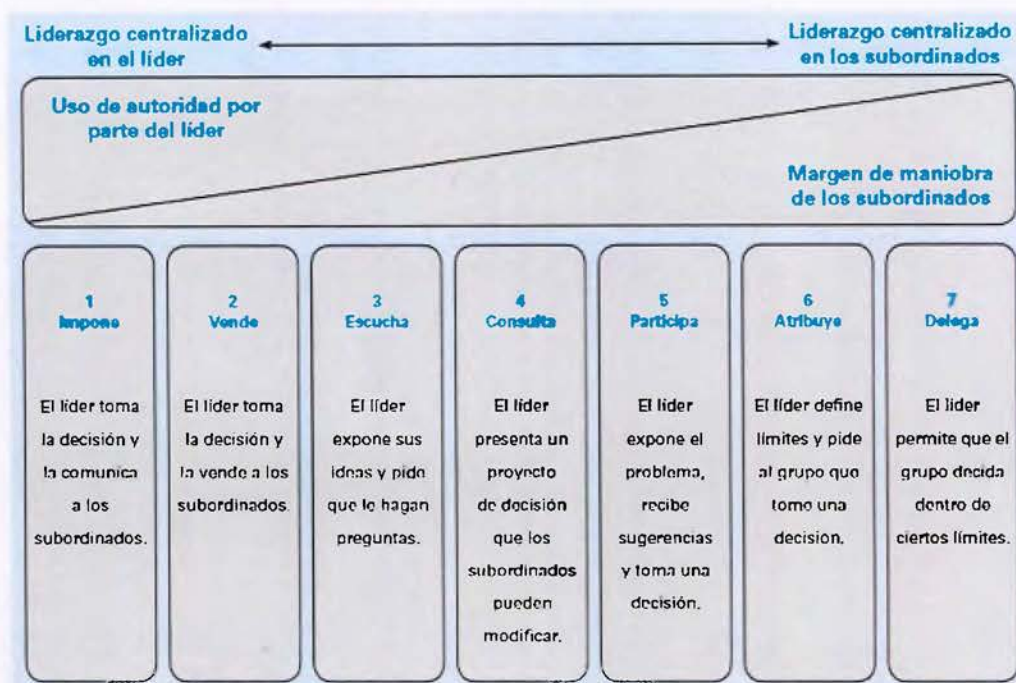 Liderazgo centralizado
en el líder
Liderazgo centralizado
en los subordinados
Uso de autoridad por
parte del líder
Margen de maniobra
de los subordinados
1
Impone
El líder toma
la decisión y
la comunica
a los
subordinados.
2
Vende
El líder toma
la decisión y
la vende a los
subordinados.
3
Escucha
El líder
expone sus
ideas y pide
que le hagan
preguntas.
4
Consulta
El líder
presenta un
proyecto
de decisión
que los
subordinados
pueden
modificar.
5
Participa
El líder
expone el
problema,
recibe
sugerencias
y toma una
decisión.
6
Atribuye
El líder define
límites y pide
al grupo que
tome una
decisión.
7
Delega
El líder
permite que el
grupo decida
dentro de
ciertos límites.